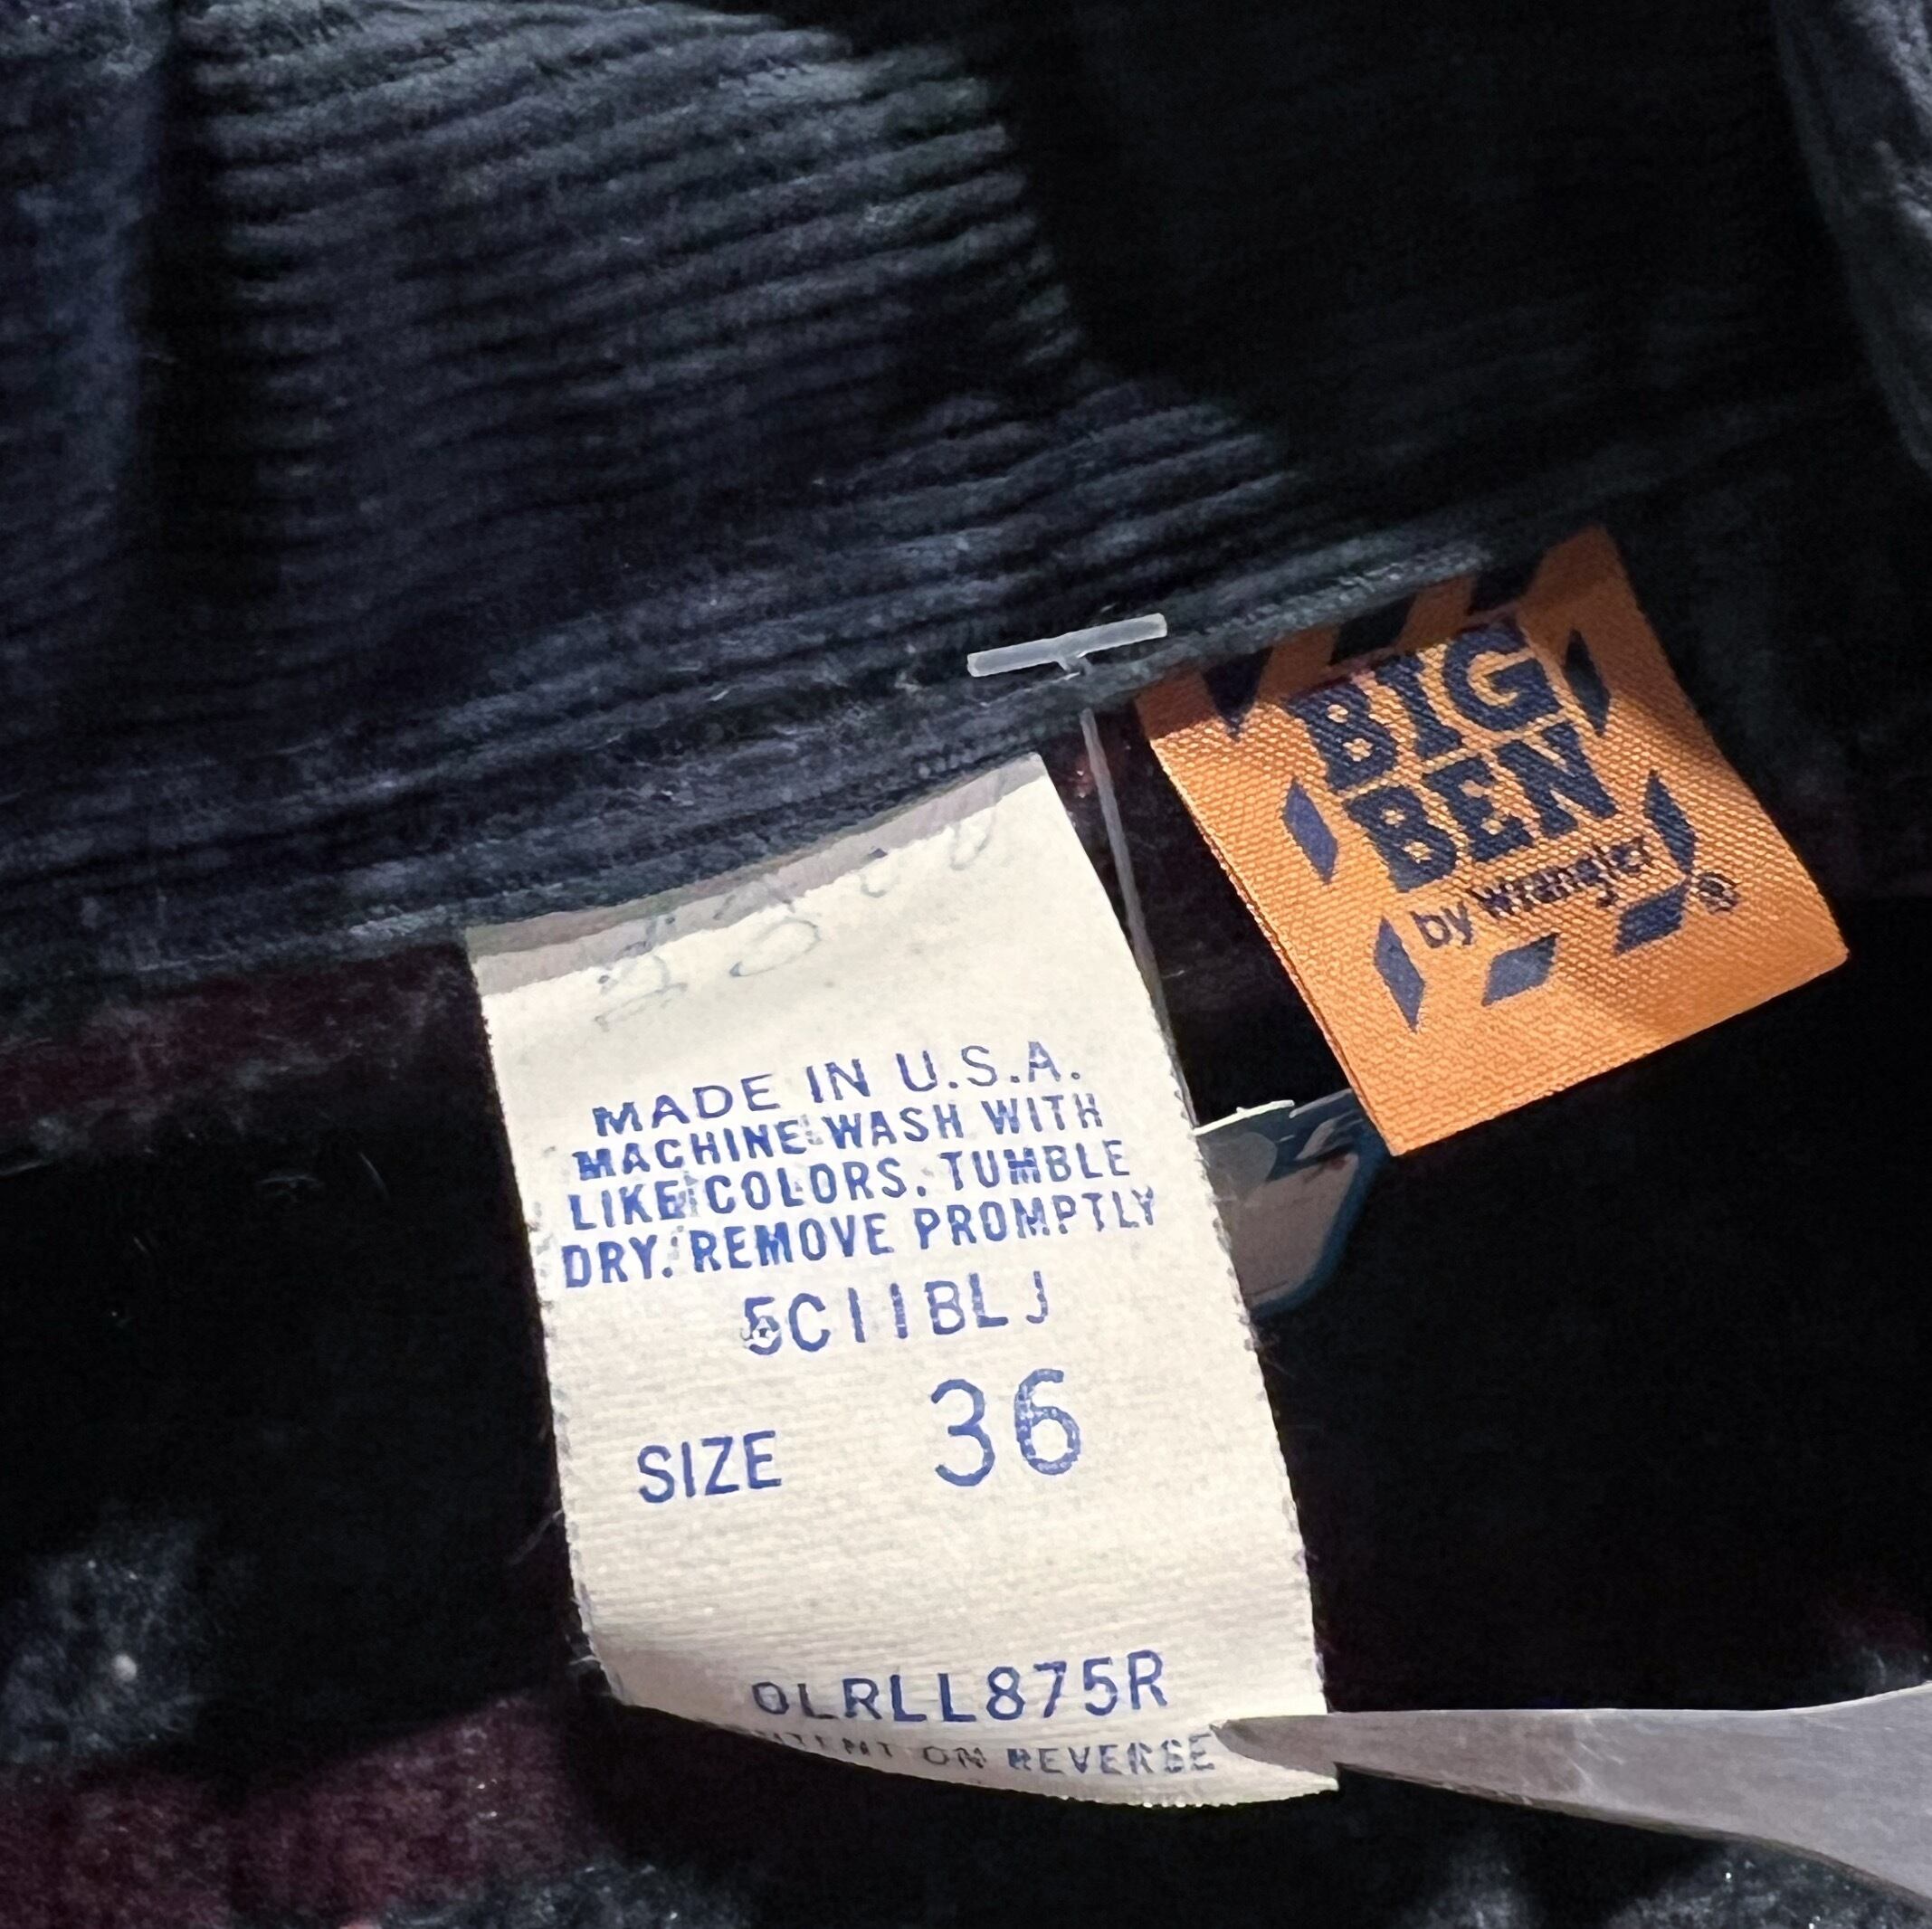 BIG
BEN
by Wrangler ®
MADE IN U.S.A.
MACHINE WASH WITH
LIKE COLORS. TUMBLE
DRY. REMOVE PROMPTLY
5C11BLJ
SIZE 36
OLRLL875R
ON REVERSE